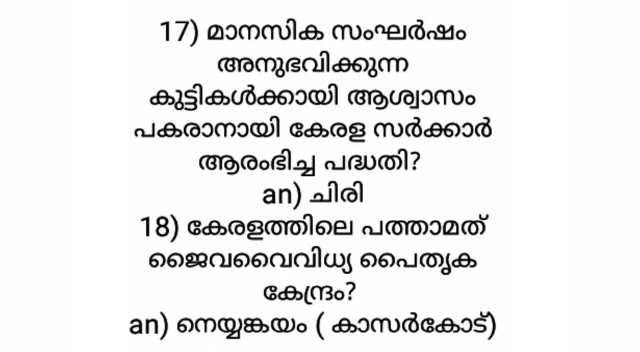 17) മാനസിക സംഘർഷം
അനുഭവിക്കുന്ന
കുട്ടികൾക്കായി ആശ്വാസം
പകരാനായി കേരള സർക്കാർ
ആരംഭിച്ച പദ്ധതി?
an) ചിരി
18) കേരളത്തിലെ പത്താമത്
ജൈവവൈവിധ്യ പൈതൃക
കേന്ദ്രം?
an) നെയ്യങ്കയം ( കാസർകോട്)